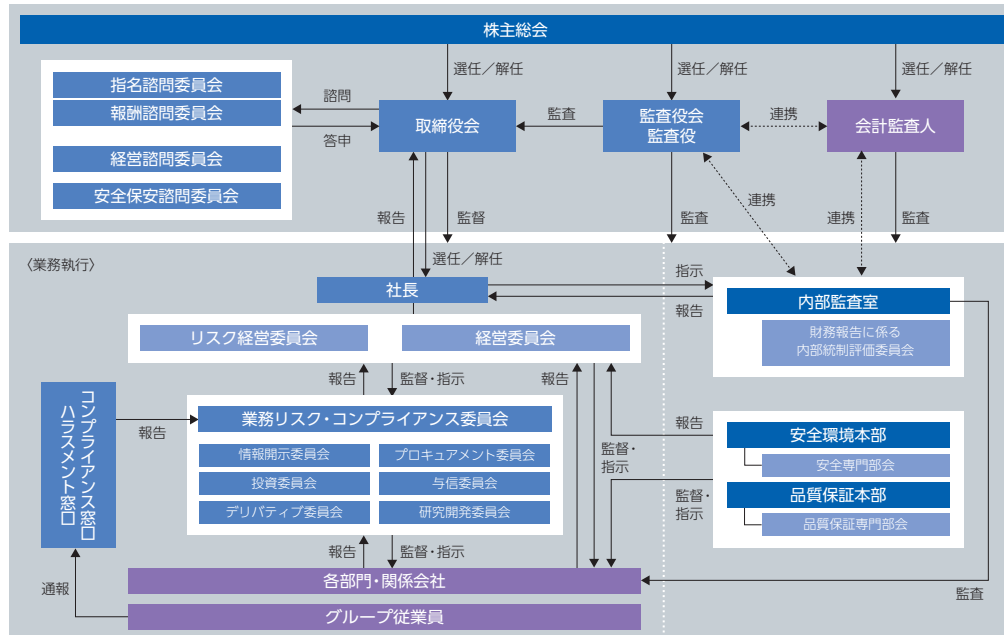 株主総会
選任／解任
選任／解任
選任／解任
指名諮問委員会
報酬諮問委員会
経営諮問委員会
安全保安諮問委員会
諮問
答申
取締役会
監査
監査役会
監査役
連携
会計監査人
報告
監督
監査
連携
連携
監査
〈業務執行〉
選任／解任
社長
指示
報告
内部監査室
財務報告に係る
内部統制評価委員会
リスク経営委員会
経営委員会
報告
監督・指示
報告
コンプライアンス窓口
ハラスメント窓口
報告
業務リスク・コンプライアンス委員会
情報開示委員会
プロキュアメント委員会
投資委員会
与信委員会
デリバティブ委員会
研究開発委員会
監督・
指示
報告
安全環境本部
安全専門部会
監督・
指示
品質保証本部
品質保証専門部会
報告
監督・指示
通報
各部門・関係会社
監査
グループ従業員